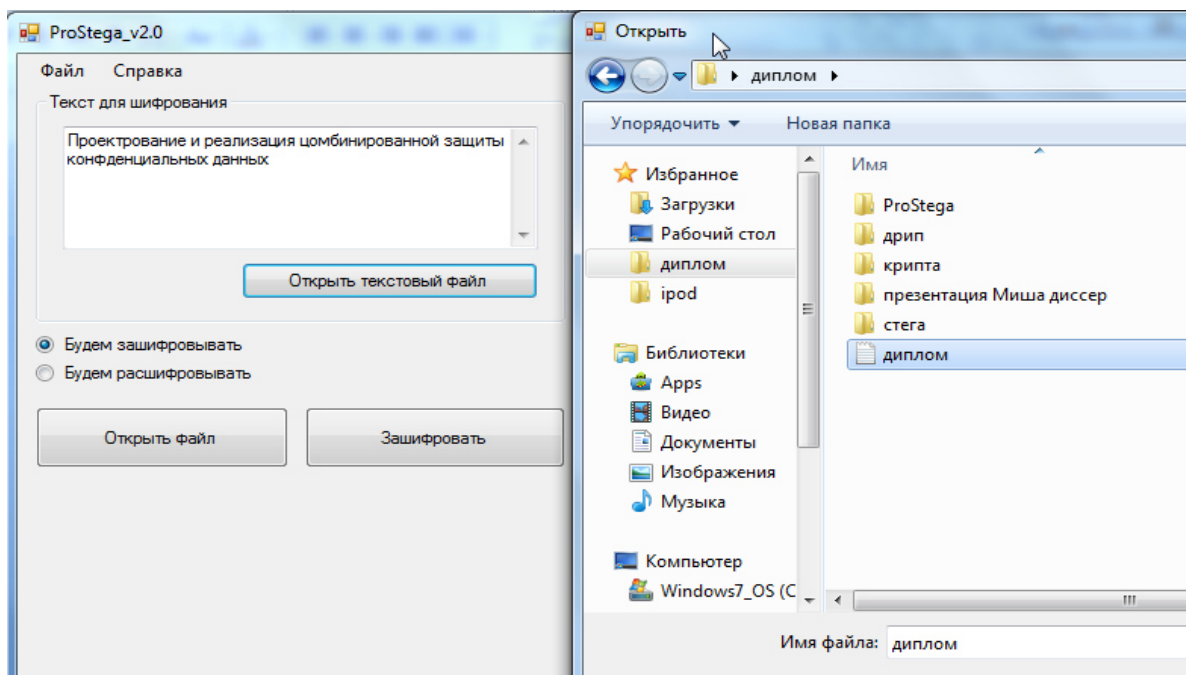 ProStega_v2.0
Файл Справка
Текст для шифрования
Проектрование и реализация цомбинированной защиты
конфденциальных данных
Открыть текстовый файл
Будем зашифровывать
Будем расшифровывать
Открыть файл Зашифровать
Открыть
диплом
Упорядочить Новая папка
Избранное
Загрузки
Рабочий стол
диплом
ipod
Библиотеки
Apps
Видео
Документы
Изображения
Музыка
Компьютер
Windows7_OS (C
Имя
ProStega
дрип
крипта
презентация Миша диссер
стега
диплом
Имя файла: диплом